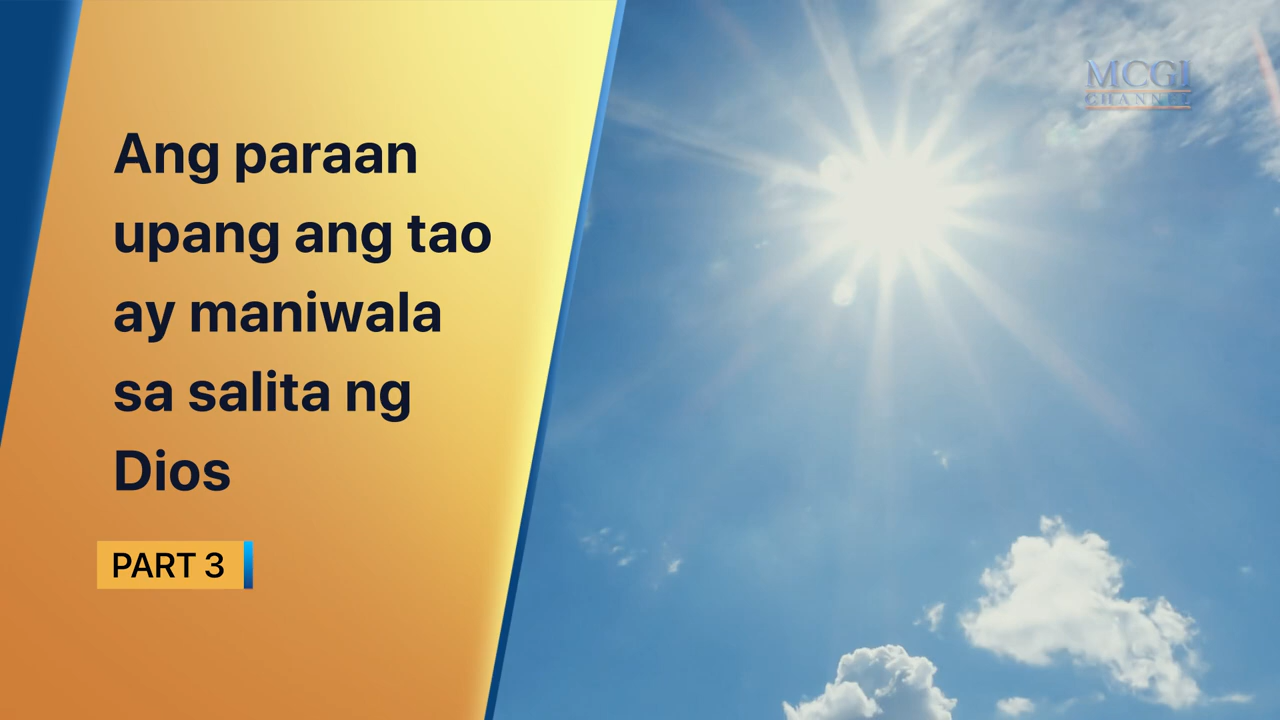 Ang paraan
upang ang tao
ay maniwala
sa salita ng
Dios
PART 3
MCGI
CHANNEL